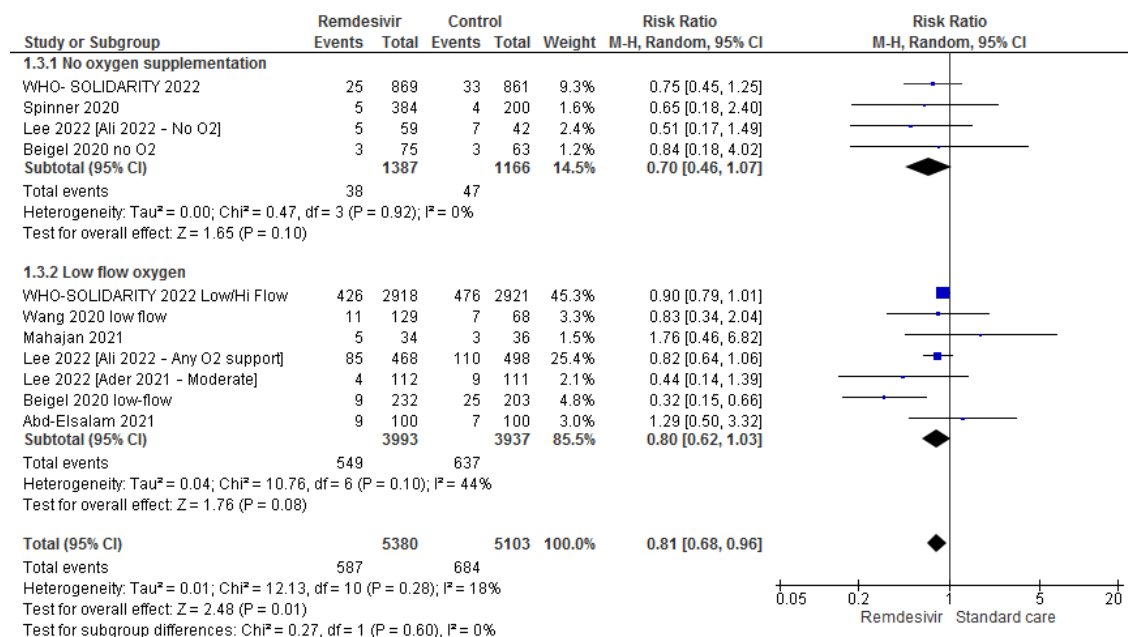 Remdesivir Control Risk Ratio Risk Ratio
Study or Subgroup Events Total Events Total Weight M-H, Random, 95% CI M-H, Random, 95% CI
1.3.1 No oxygen supplementation
WHO- SOLIDARITY 2022 25 869 33 861 9.3% 0.75 [0.45, 1.25]
Spinner 2020 5 384 4 200 1.6% 0.65 [0.18, 2.40]
Lee 2022 [Ali 2022 - No O2] 5 59 7 42 2.4% 0.51 [0.17, 1.49]
Beigel 2020 no O2 3 75 3 63 1.2% 0.84 [0.18, 4.02]
Subtotal (95% CI) 1387 1166 14.5% 0.70 [0.46, 1.07]
Total events 38 47
Heterogeneity: Tau² = 0.00; Chi² = 0.47, df = 3 (P = 0.92); I² = 0%
Test for overall effect: Z = 1.65 (P = 0.10)
1.3.2 Low flow oxygen
WHO-SOLIDARITY 2022 Low/Hi Flow 426 2918 476 2921 45.3% 0.90 [0.79, 1.01]
Wang 2020 low flow 11 129 7 68 3.3% 0.83 [0.34, 2.04]
Mahajan 2021 5 34 3 36 1.5% 1.76 [0.46, 6.82]
Lee 2022 [Ali 2022 - Any O2 support] 85 468 110 498 25.4% 0.82 [0.64, 1.06]
Lee 2022 [Ader 2021 - Moderate] 4 112 9 111 2.1% 0.44 [0.14, 1.39]
Beigel 2020 low-flow 9 232 25 203 4.8% 0.32 [0.15, 0.66]
Abd-Elsalam 2021 9 100 7 100 3.0% 1.29 [0.50, 3.32]
Subtotal (95% CI) 3993 3937 85.5% 0.80 [0.62, 1.03]
Total events 549 637
Heterogeneity: Tau² = 0.04; Chi² = 10.76, df = 6 (P = 0.10); I² = 44%
Test for overall effect: Z = 1.76 (P = 0.08)
Total (95% CI) 5380 5103 100.0% 0.81 [0.68, 0.96]
Total events 587 684
Heterogeneity: Tau² = 0.01; Chi² = 12.13, df = 10 (P = 0.28); I² = 18%
Test for overall effect: Z = 2.48 (P = 0.01)
Test for subgroup differences: Chi² = 0.27, df = 1 (P = 0.60), I² = 0%
0.05 0.2 1 5 20
Remdesivir Standard care